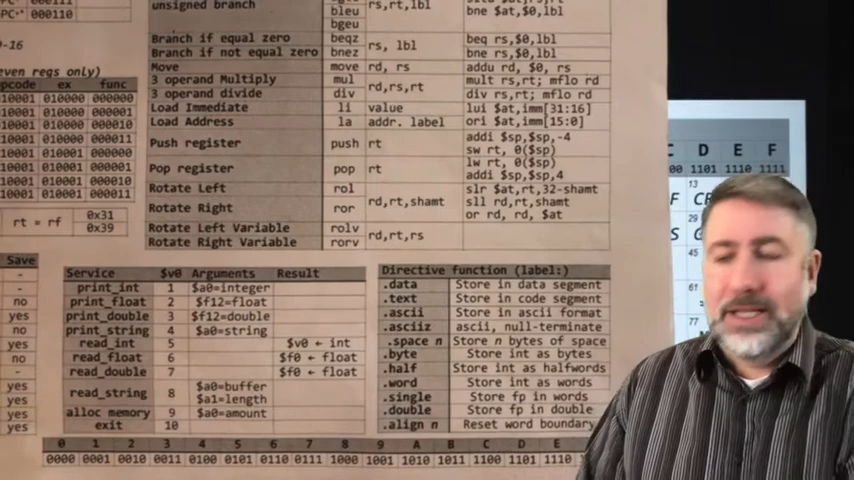 unsigned branch
bleu
bgeu
rs,rt,lbl
bne $at,$0,lbl
PC+* 000110
0-16
Branch if equal zero beqz rs, lbl beq rs,$0,lbl
Branch if not equal zero bnez bne rs,$0,lbl
Move move rd, rs addu rd, $0, rs
3 operand Multiply mul rd,rs,rt mult rs,rt; mflo rd
3 operand divide div div rs,rt; mflo rd
Load Immediate li value lui $at,imm[31:16]
Load Address la addr. label ori $at,imm[15:0]
Push register push rt addi $sp,$sp,-4
sw rt, 0($sp)
Pop register pop rt lw rt, 0($sp)
addi $sp,$sp,4
Rotate Left rol rd,rt,shamt slr $at,rt,32-shamt
Rotate Right ror sll rd,rt,shamt
or rd, rd, $at
Rotate Left Variable rolv rd,rt,rs
Rotate Right Variable rorv
even regs only)
pcode ex func
10001 010000 000000
10001 010000 000001
10001 010000 000010
10001 010000 000011
10001 010001 000000
10001 010001 000001
10001 010001 000010
10001 010001 000011
rt = rf 0x31
0x39
Save
-
-
no
no
yes
no
yes
no
-
yes
yes
yes
yes
Service $v0 Arguments Result
print_int 1 $a0=integer
print_float 2 $f12=float
print_double 3 $f12=double
print_string 4 $a0=string
read_int 5 $v0 ← int
read_float 6 $f0 ← float
read_double 7 $f0 ← float
read_string 8 $a0=buffer
$a1=length
alloc memory 9 $a0=amount
exit 10
Directive function (label:)
.data Store in data segment
.text Store in code segment
.ascii Store in ascii format
.asciiz ascii, null-terminate
.space n Store n bytes of space
.byte Store int as bytes
.half Store int as halfwords
.word Store int as words
.single Store fp in words
.double Store fp in double
.align n Reset word boundary
0 1 2 3 4 5 6 7 8 9 A B C D E
0000 0001 0010 0011 0100 0101 0110 0111 1000 1001 1010 1011 1100 1101 1110
C D E F
00 1101 1110 1111
13
29
45
61
77